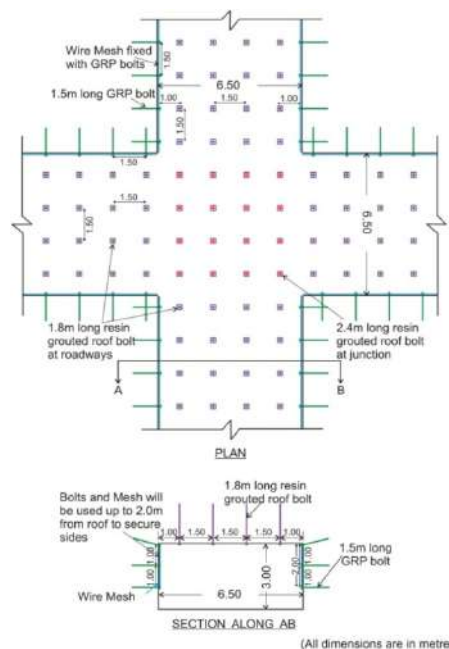 Wire Mesh fixed
with GRP bolts
1.50
6.50
1.5m long GRP bolt
1.00
1.50
1.00
1.50
1.50
1.50
1.50
6.50
1.8m long resin
grouted roof bolt
at roadways
2.4m long resin
grouted roof bolt
at junction
A
B
PLAN
1.8m long resin
grouted roof bolt
Bolts and Mesh will
be used up to 2.0m
from roof to secure
sides
1.00
1.50
1.50
1.50
1.00
1.00
1.00
3.00
2.00
1.00
1.00
1.5m long
GRP bolt
Wire Mesh
6.50
SECTION ALONG AB
(All dimensions are in metre